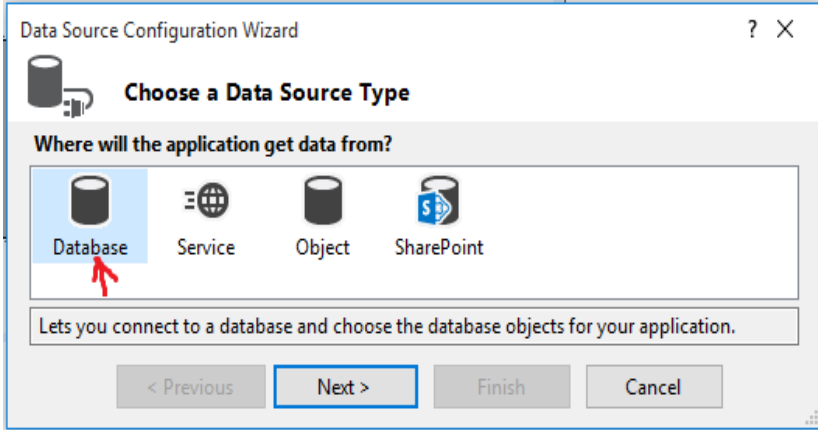 Data Source Configuration Wizard ?
Choose a Data Source Type
Where will the application get data from?
S
Database Service Object SharePoint
Lets you connect to a database and choose the database objects for your application.
< Previous Next > Finish Cancel